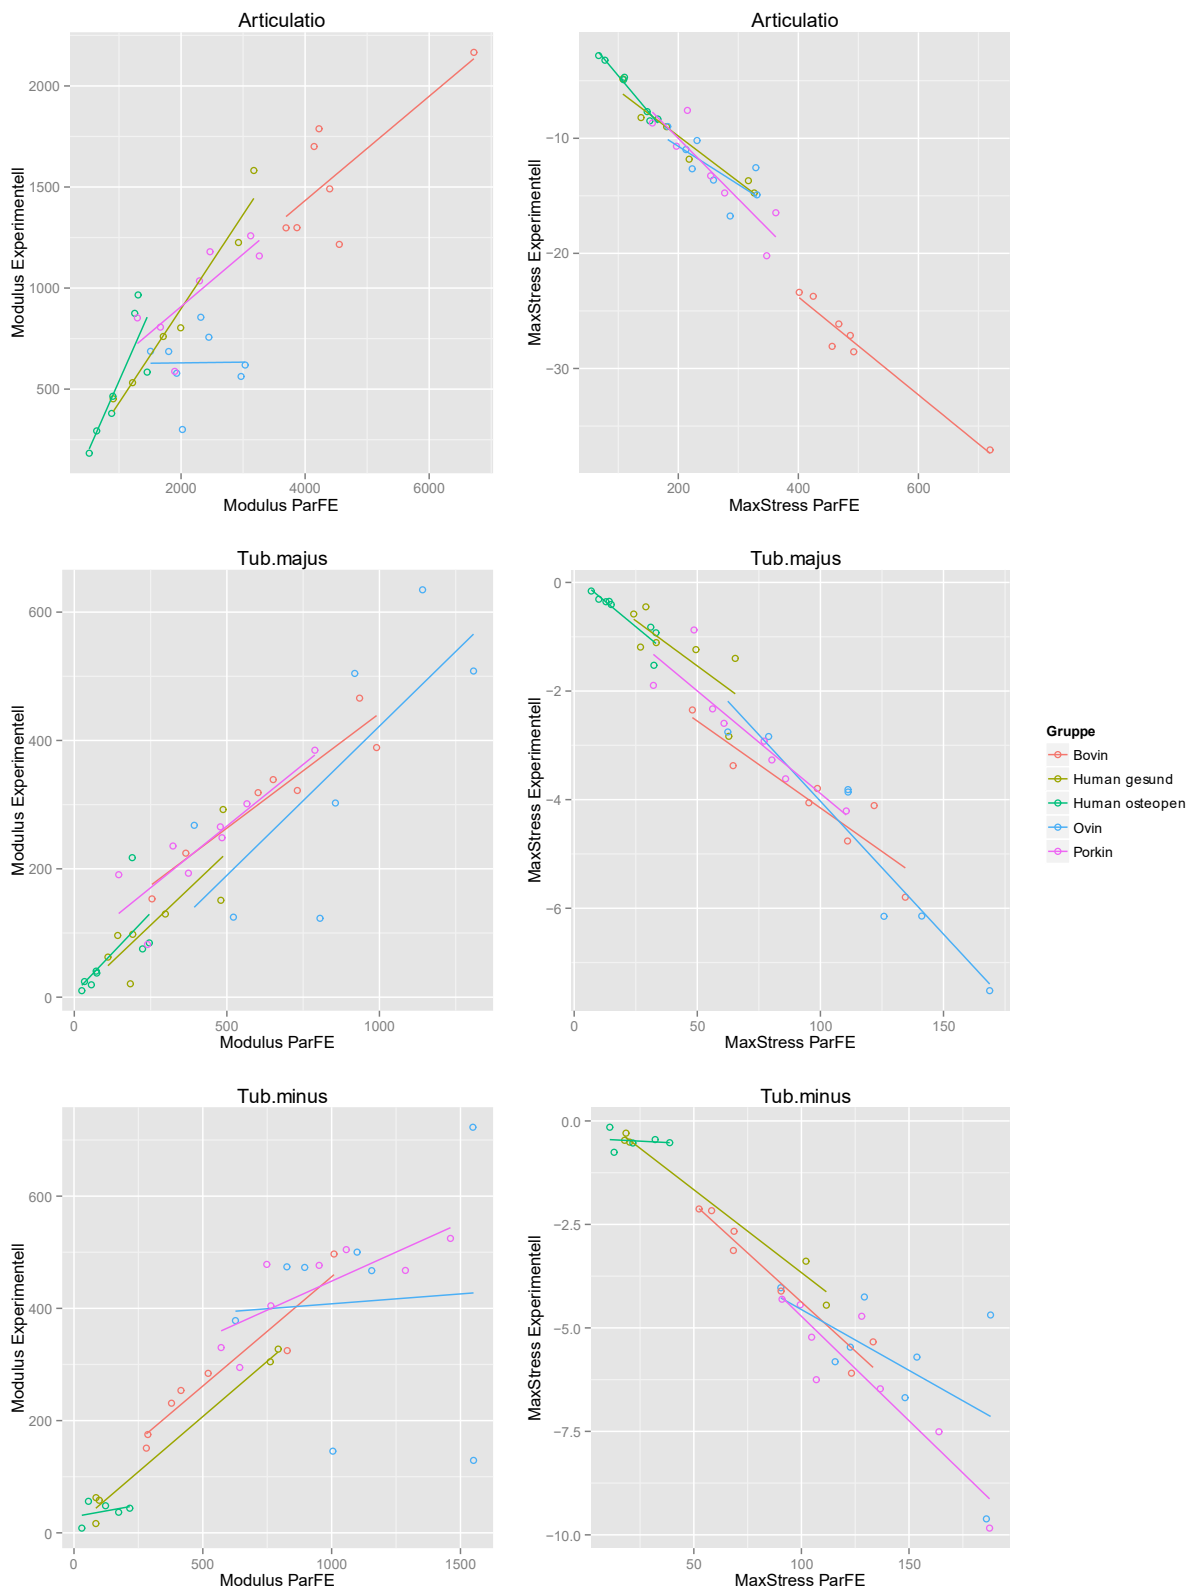 Articulatio
Modulus Experimentell
2000
1500
1000
500
2000 4000 6000
Modulus ParFE
Articulatio
MaxStress Experimentell
−10
−20
−30
200 400 600
MaxStress ParFE
Tub.majus
Modulus Experimentell
600
400
200
0
0 500 1000
Modulus ParFE
Tub.majus
MaxStress Experimentell
0
−2
−4
−6
0 50 100 150
MaxStress ParFE
Gruppe
Bovin
Human gesund
Human osteopen
Ovin
Porkin
Tub.minus
Modulus Experimentell
600
400
200
0
0 500 1000 1500
Modulus ParFE
Tub.minus
MaxStress Experimentell
0.0
−2.5
−5.0
−7.5
−10.0
50 100 150
MaxStress ParFE